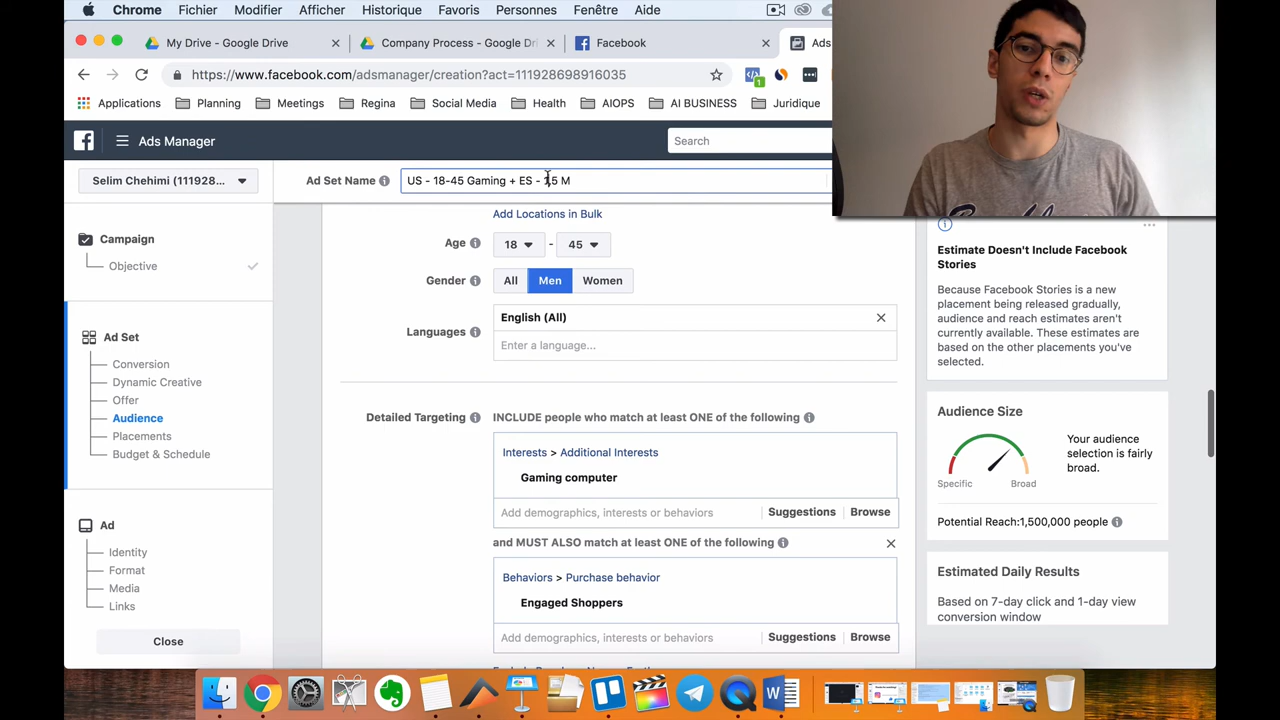 Chrome Fichier Modifier Afficher Historique Favoris Personnes Fenêtre Aide
My Drive - Google Drive
Company Process - Google Dri
Facebook
Ads
https://www.facebook.com/adsmanager/creation?act=111928698916035
1
Applications Planning Meetings Regina Social Media Health AIOPS AI BUSINESS Juridique
Ads Manager
Search
Selim Chehimi (111928...
Ad Set Name
US - 18-45 Gaming + ES - 1.5 M
Add Locations in Bulk
Age 18 - 45
Gender All Men Women
Languages
English (All)
Enter a language...
Campaign
Objective
Ad Set
Conversion
Dynamic Creative
Offer
Audience
Placements
Budget & Schedule
Ad
Identity
Format
Media
Links
Close
Detailed Targeting
INCLUDE people who match at least ONE of the following
Interests > Additional Interests
Gaming computer
Add demographics, interests or behaviors Suggestions Browse
and MUST ALSO match at least ONE of the following
Behaviors > Purchase behavior
Engaged Shoppers
Add demographics, interests or behaviors Suggestions Browse
Estimate Doesn't Include Facebook
Stories
Because Facebook Stories is a new
placement being released gradually,
audience and reach estimates aren't
currently available. These estimates are
based on the other placements you've
selected.
Audience Size
Your audience
selection is fairly
broad.
Specific Broad
Potential Reach:1,500,000 people
Estimated Daily Results
Based on 7-day click and 1-day view
conversion window